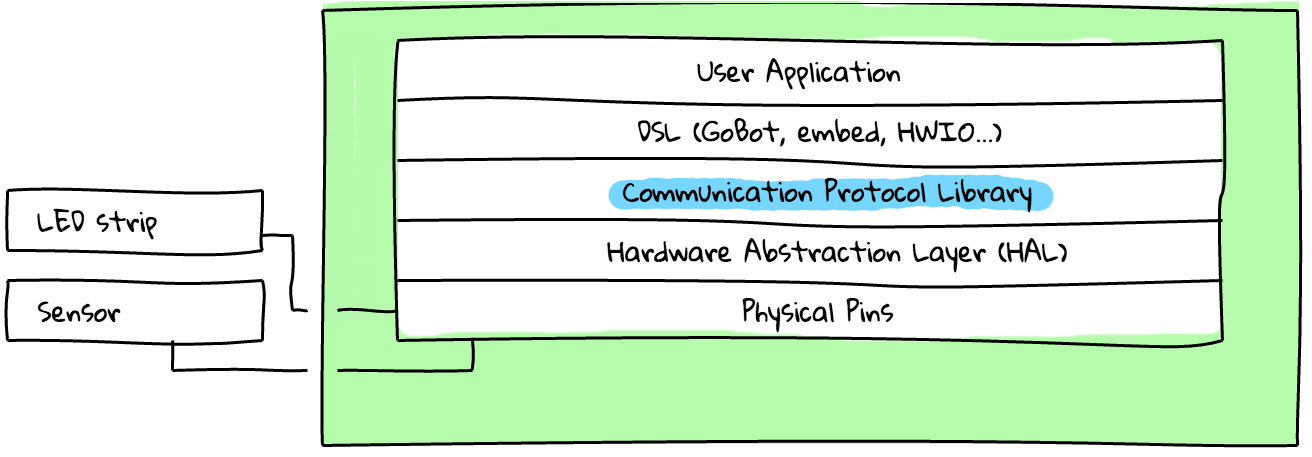 User Application
DSL (GoBot, embed, HWIO...)
Communication Protocol Library
LED strip
Hardware Abstraction Layer (HAL)
Sensor
Physical Pins